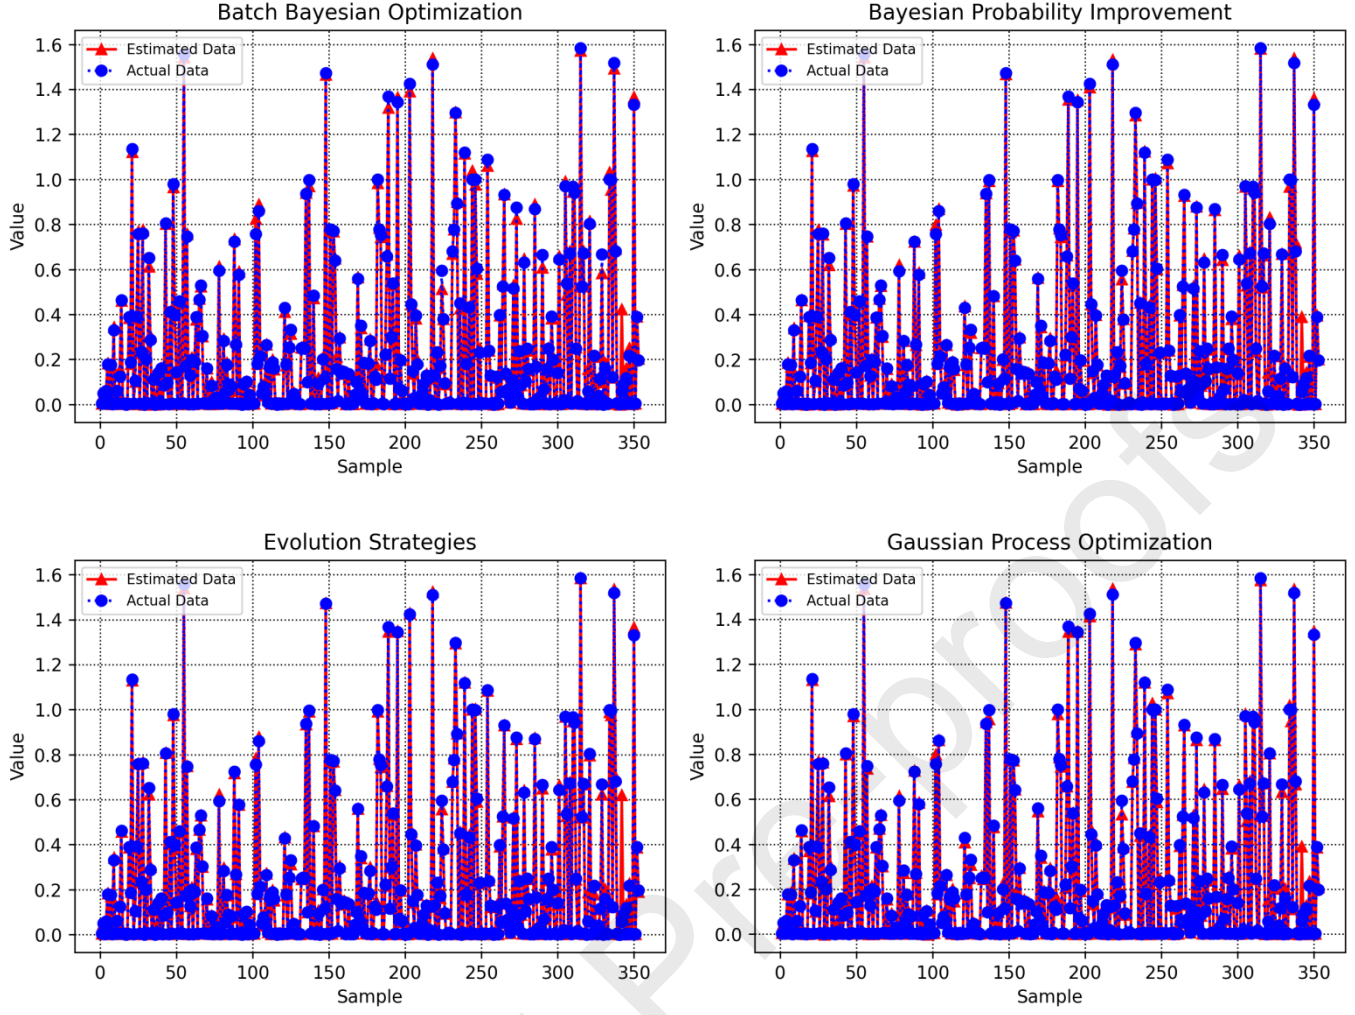 Batch Bayesian Optimization
Estimated Data
Actual Data
1.6
1.4
1.2
1.0
0.8
0.6
0.4
0.2
0.0
Value
0 50 100 150 200 250 300 350
Sample
Bayesian Probability Improvement
Estimated Data
Actual Data
1.6
1.4
1.2
1.0
0.8
0.6
0.4
0.2
0.0
Value
0 50 100 150 200 250 300 350
Sample
Evolution Strategies
Estimated Data
Actual Data
1.6
1.4
1.2
1.0
0.8
0.6
0.4
0.2
0.0
Value
0 50 100 150 200 250 300 350
Sample
Gaussian Process Optimization
Estimated Data
Actual Data
1.6
1.4
1.2
1.0
0.8
0.6
0.4
0.2
0.0
Value
0 50 100 150 200 250 300 350
Sample
Pre-proofs